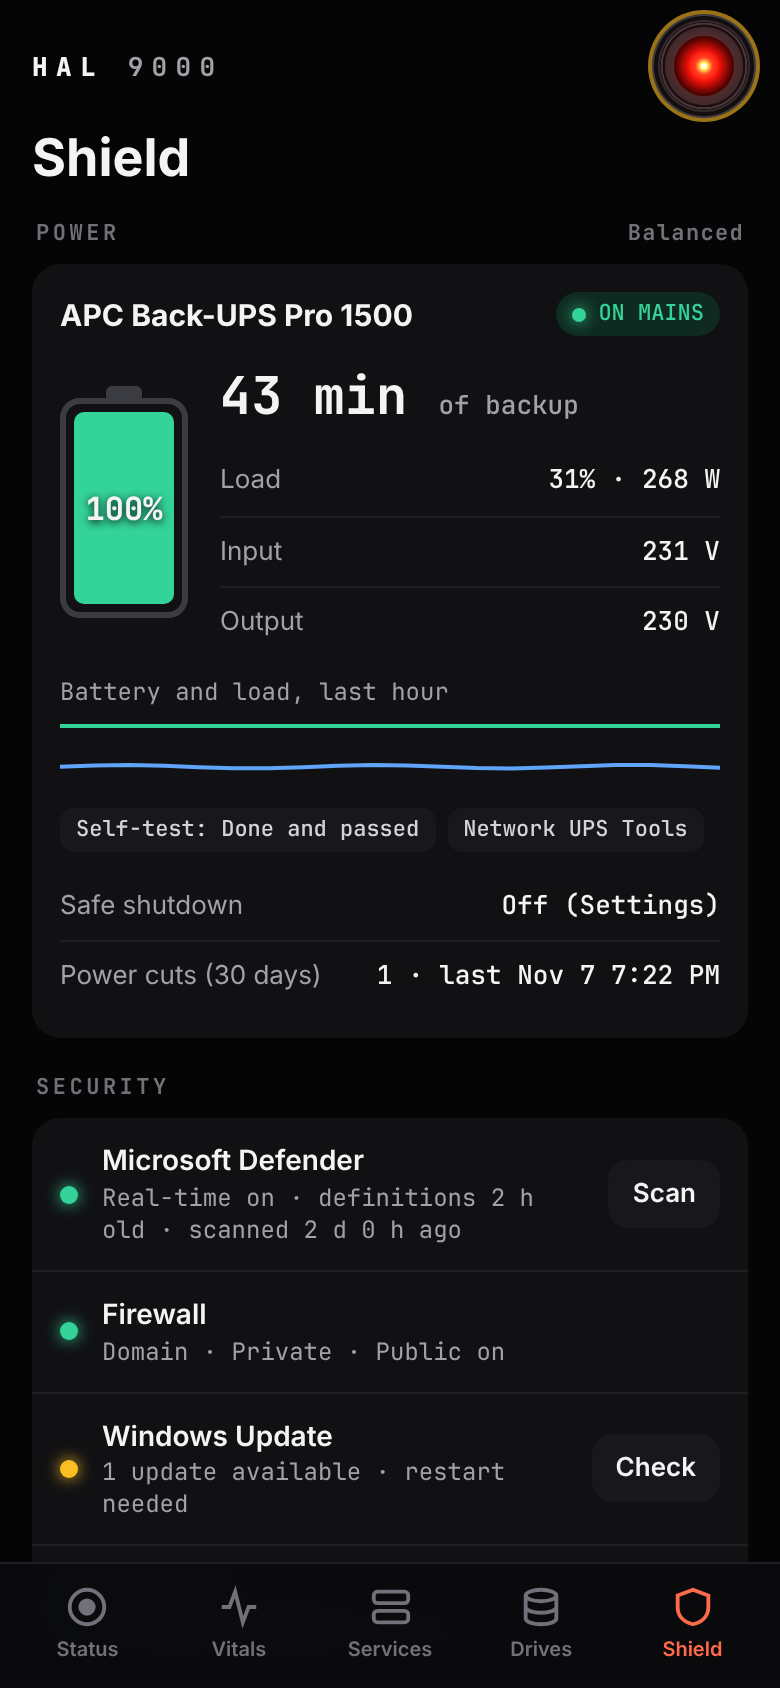 HAL 9000
Shield
POWER
Balanced
APC Back-UPS Pro 1500
ON MAINS
100%
43 min of backup
Load
31% · 268 W
Input
231 V
Output
230 V
Battery and load, last hour
Self-test: Done and passed
Network UPS Tools
Safe shutdown
Off (Settings)
Power cuts (30 days)
1 · last Nov 7 7:22 PM
SECURITY
Microsoft Defender
Real-time on · definitions 2 h
old · scanned 2 d 0 h ago
Scan
Firewall
Domain · Private · Public on
Windows Update
1 update available · restart
needed
Check
Status
Vitals
Services
Drives
Shield